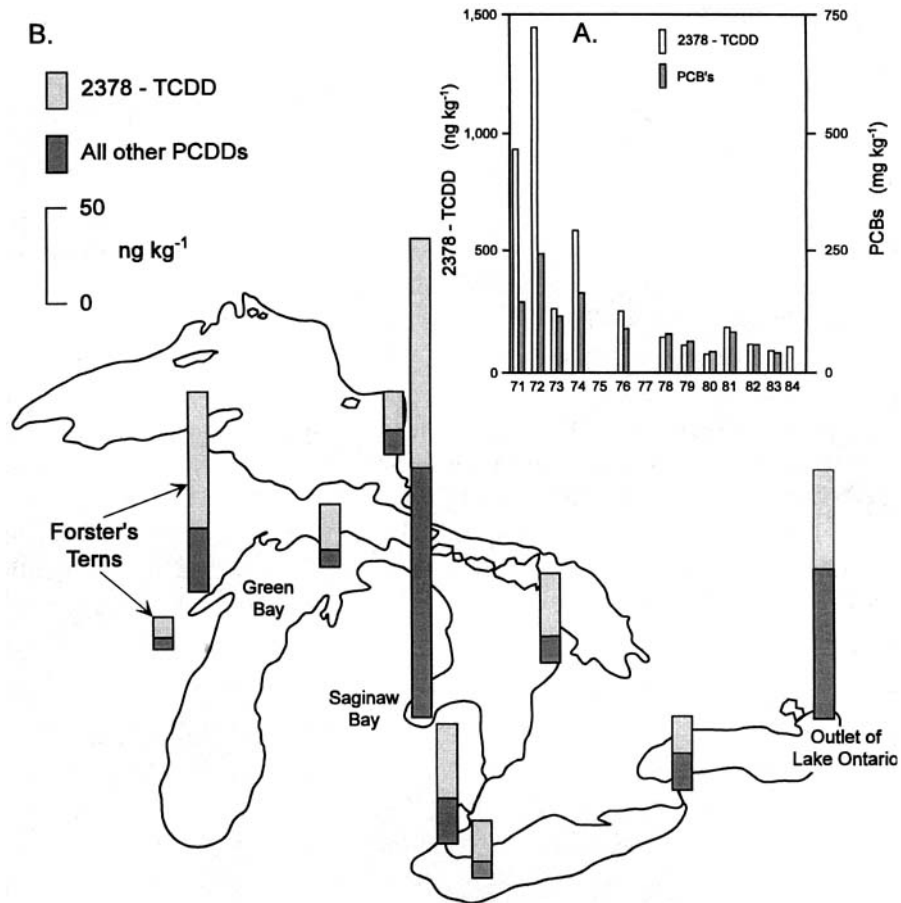 B.
2378 - TCDD
All other PCDDs
50
ng kg-1
0
A.
1,500
1,000
500
0
2378 - TCDD (ng kg-1)
2378 - TCDD
PCB's
750
500
250
0
PCBs (mg kg-1)
71 72 73 74 75 76 77 78 79 80 81 82 83 84
Forster's
Terns
Green
Bay
Saginaw
Bay
Outlet of
Lake Ontario